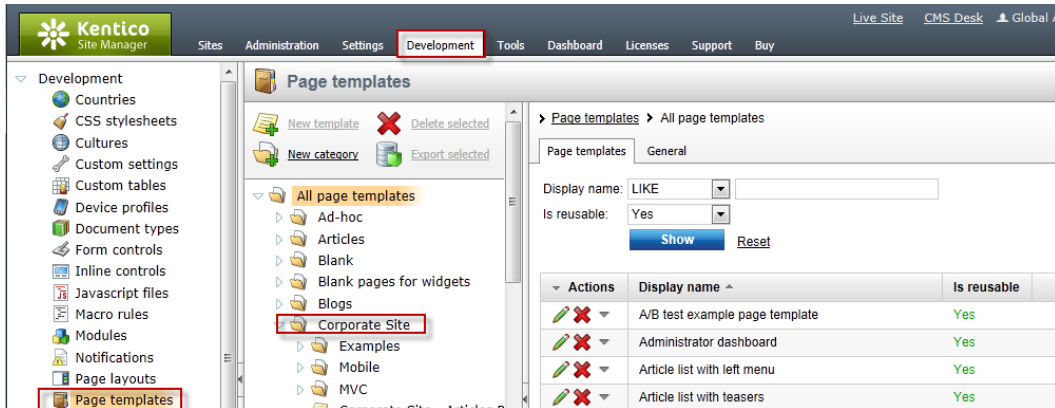 Live Site CMS Desk Global
Kentico
Site Manager
Sites Administration Settings Development Tools Dashboard Licenses Support Buy
Development
Countries
CSS stylesheets
Cultures
Custom settings
Custom tables
Device profiles
Document types
Form controls
Inline controls
Javascript files
Macro rules
Modules
Notifications
Page layouts
Page templates
Page templates
New template Delete selected
New category Export selected
All page templates
Ad-hoc
Articles
Blank
Blank pages for widgets
Blogs
Corporate Site
Examples
Mobile
MVC
> Page templates > All page templates
Page templates General
Display name: LIKE
Is reusable: Yes
Show Reset
Actions Display name Is reusable
A/B test example page template Yes
Administrator dashboard Yes
Article list with left menu Yes
Article list with teasers Yes